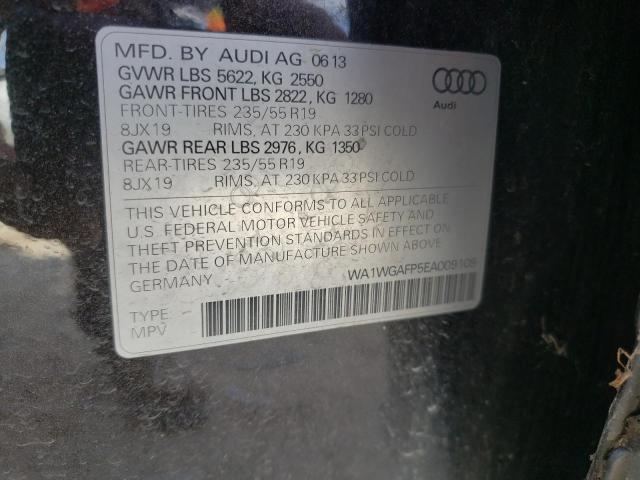 MFD. BY AUDI AG 06 13
GVWR LBS 5622, KG 2550
GAWR FRONT LBS 2822, KG 1280
FRONT-TIRES 235/55 R19
8JX19 RIMS, AT 230 KPA 33 PSI COLD
GAWR REAR LBS 2976, KG 1350
REAR-TIRES 235/55 R19
8JX19 RIMS, AT 230 KPA 33 PSI COLD
Audi
THIS VEHICLE CONFORMS TO ALL APPLICABLE
U.S. FEDERAL MOTOR VEHICLE SAFETY AND
THEFT PREVENTION STANDARDS IN EFFECT ON
THE DATE OF MANUFACTURE SHOWN ABOVE.
GERMANY
WA1WGAFP5EA009109
TYPE:
MPV